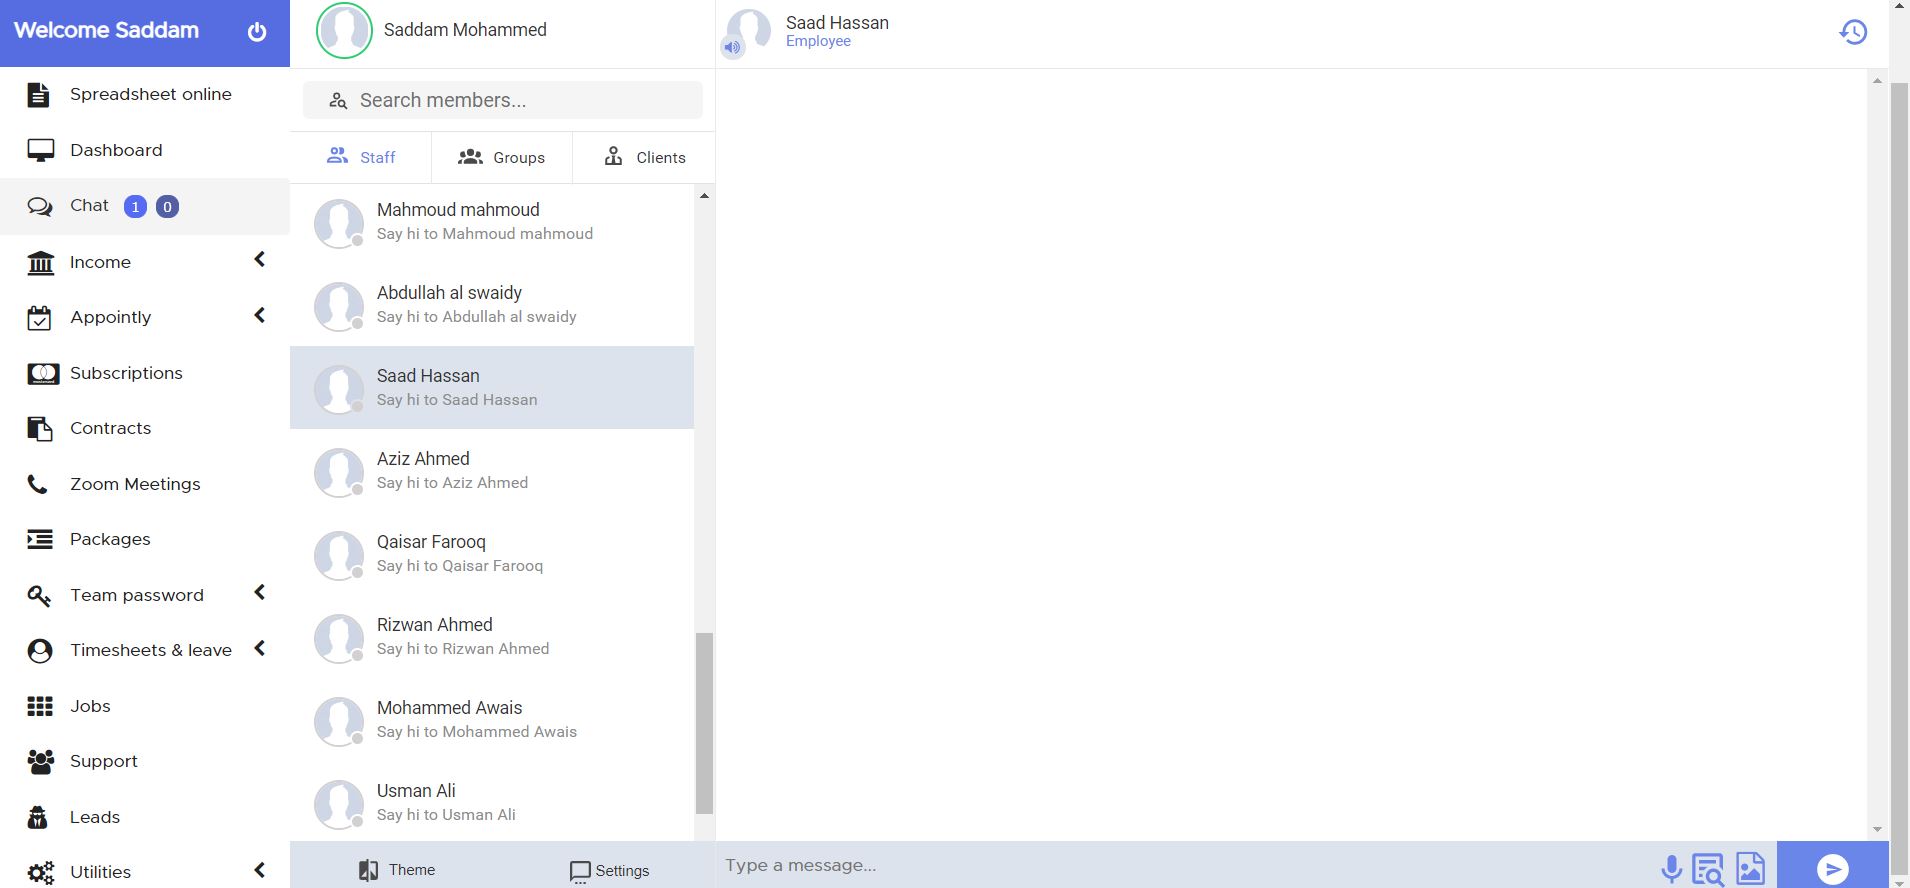 Welcome Saddam
Spreadsheet online
Dashboard
Chat 1 0
Income
Appointly
Subscriptions
Contracts
Zoom Meetings
Packages
Team password
Timesheets & leave
Jobs
Support
Leads
Utilities
Saddam Mohammed
Search members...
Staff Groups Clients
Mahmoud mahmoud
Say hi to Mahmoud mahmoud
Abdullah al swaidy
Say hi to Abdullah al swaidy
Saad Hassan
Say hi to Saad Hassan
Aziz Ahmed
Say hi to Aziz Ahmed
Qaisar Farooq
Say hi to Qaisar Farooq
Rizwan Ahmed
Say hi to Rizwan Ahmed
Mohammed Awais
Say hi to Mohammed Awais
Usman Ali
Say hi to Usman Ali
Theme Settings
Saad Hassan
Employee
Type a message...